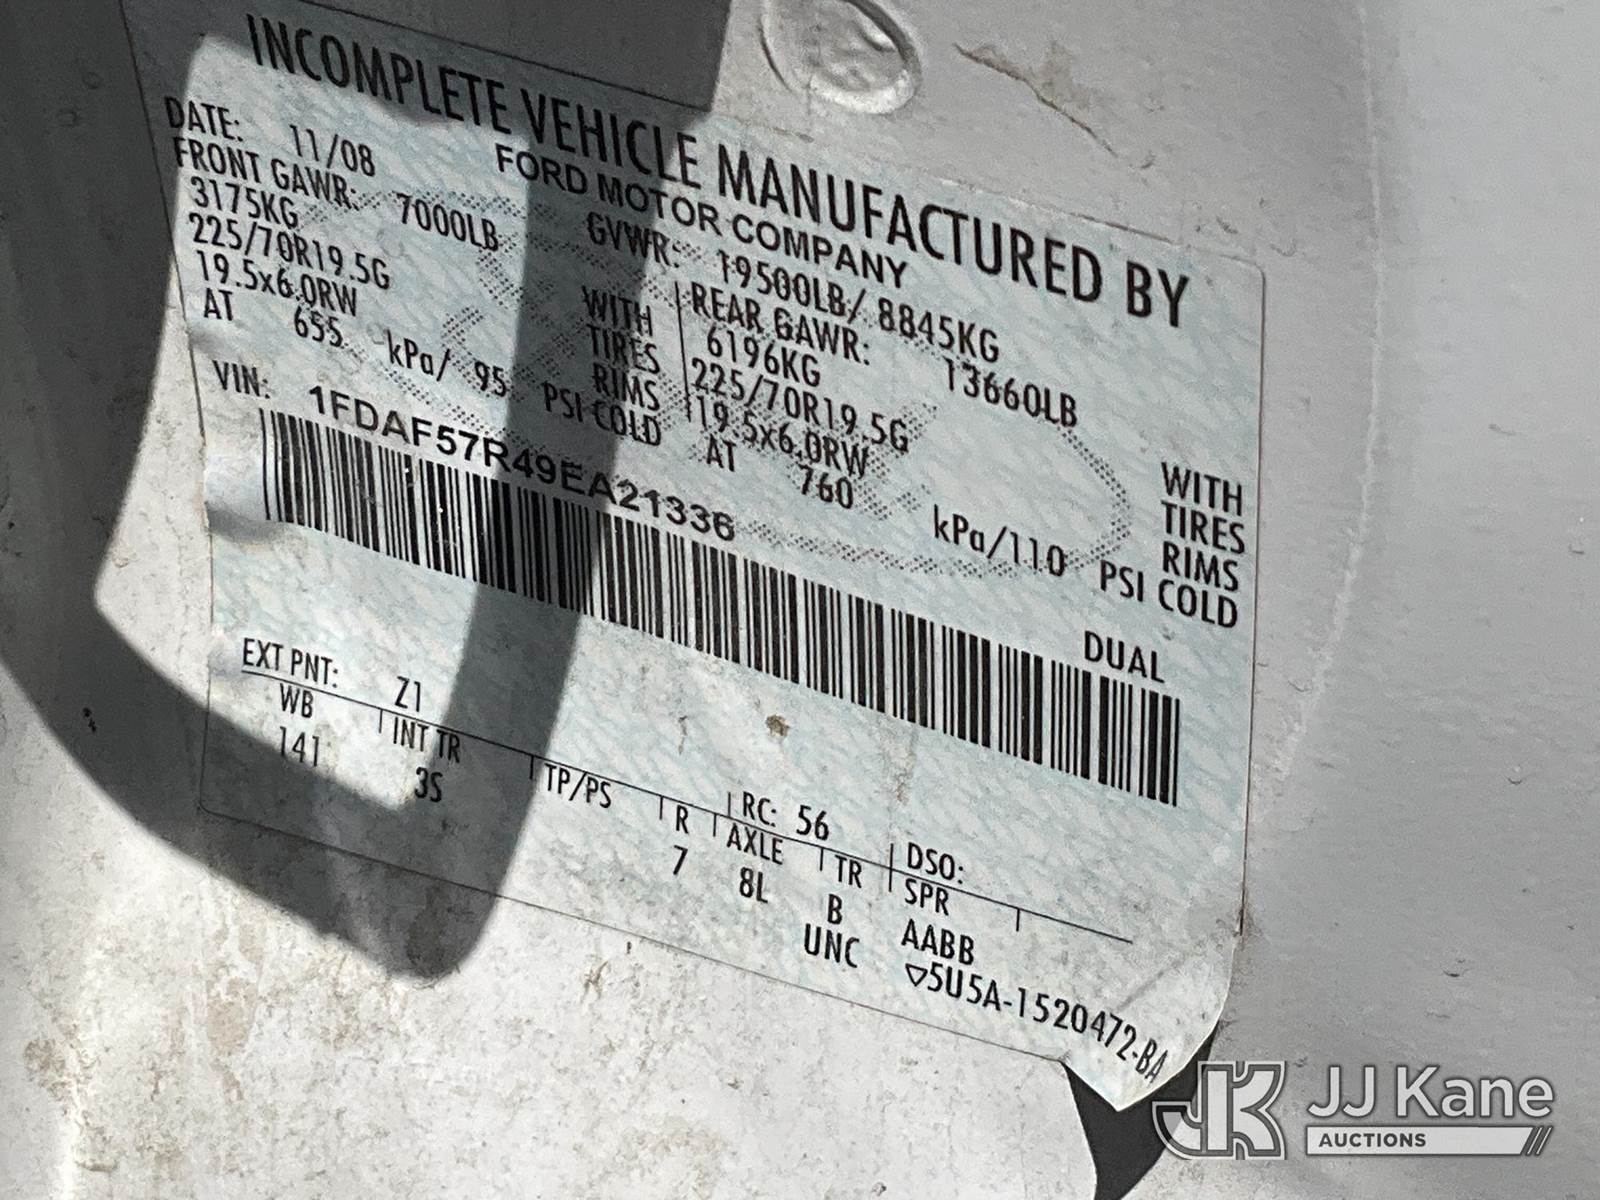 INCOMPLETE VEHICLE MANUFACTURED BY
FORD MOTOR COMPANY
DATE: 11/08 GVWR: 19500LB/ 8845KG
FRONT GAWR: 7000LB REAR GAWR: 13660LB
3175KG WITH 6196KG WITH
225/70R19.5G TIRES 225/70R19.5G TIRES
19.5x6.0RW RIMS 19.5x6.0RW RIMS
AT 655 kPa/ 95 PSI COLD AT 760 kPa/110 PSI COLD
VIN: 1FDAF57R49EA21336 DUAL
EXT PNT: Z1 RC: 56 DSO:
WB INT TR TP/PS R AXLE TR SPR
141 3S 7 8L B AABB
UNC ▽5U5A-1520472-BA
JK JJ Kane
AUCTIONS